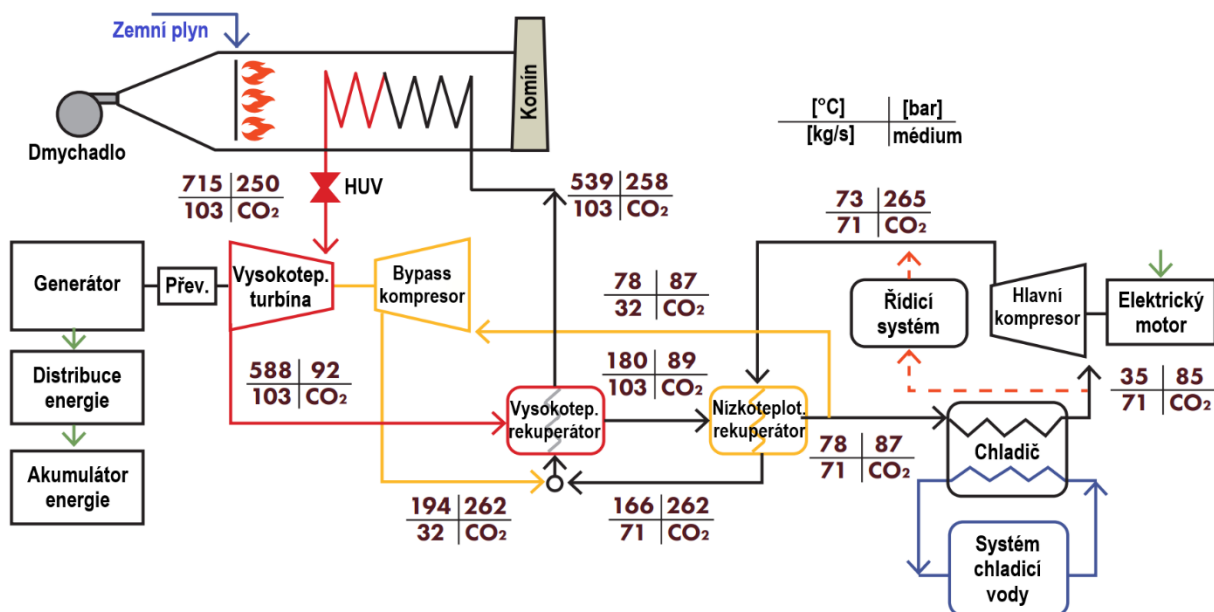 Zemní plyn
Dmychadlo
Komín
[°C] [bar]
[kg/s] médium
715 250
103 CO₂
HUV
539 258
103 CO₂
73 265
71 CO₂
Generátor
Přev.
Vysokotep.
turbína
Bypass
kompresor
78 87
32 CO₂
Řídicí
systém
Hlavní
kompresor
Elektrický
motor
Distribuce
energie
588 92
103 CO₂
180 89
103 CO₂
35 85
71 CO₂
Vysokotep.
rekuperátor
Nízkoteplot.
rekuperátor
78 87
71 CO₂
Chladič
Akumulátor
energie
194 262
32 CO₂
166 262
71 CO₂
Systém
chladicí
vody